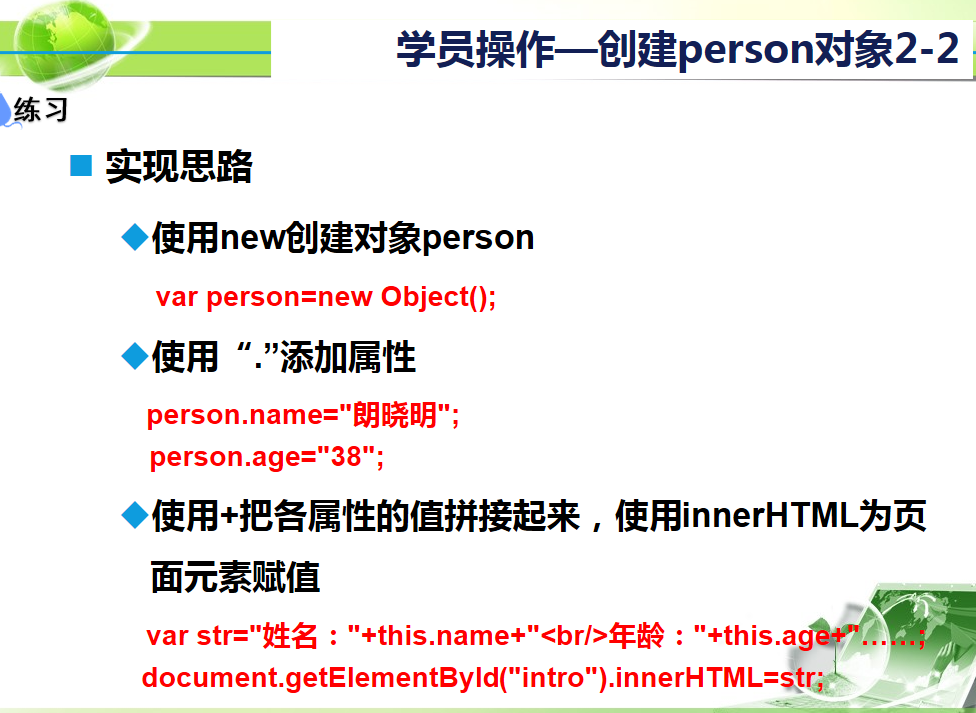 学员操作—创建person对象2-2
练习
实现思路
使用new创建对象person
var person=new Object();
使用“.”添加属性
person.name="朗晓明";
person.age="38";
使用+把各属性的值拼接起来，使用innerHTML为页
面元素赋值
var str="姓名："+this.name+"<br/>年龄："+this.age+"……;
document.getElementById("intro").innerHTML=str;